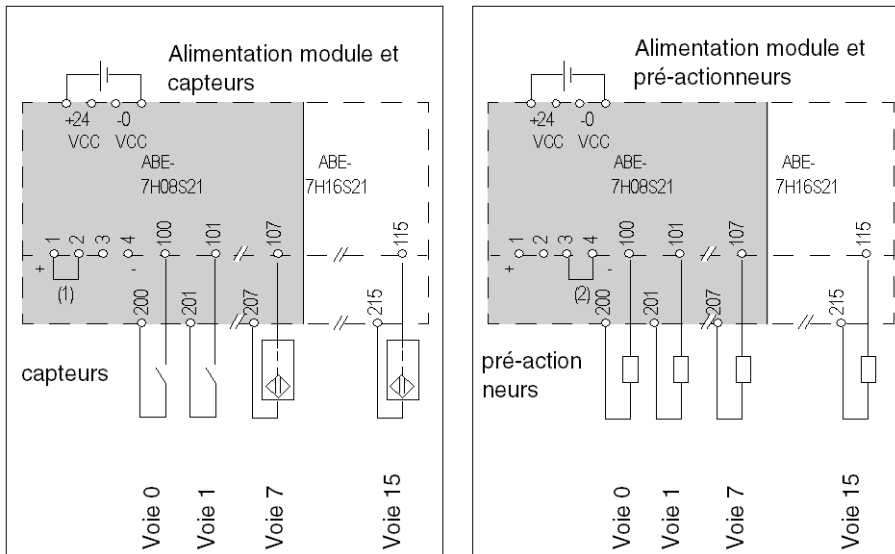 Alimentation module et
capteurs
+24 -0
VCC VCC
ABE-
7H08S21
ABE-
7H16S21
1 2 3 4 100 101 107 115
+ -
(1)
200 201 207 215
capteurs
Voie 0
Voie 1
Voie 7
Voie 15
Alimentation module et
pré-actionneurs
+24 -0
VCC VCC
ABE-
7H08S21
ABE-
7H16S21
1 2 3 4 100 101 107 115
+ -
(2)
200 201 207 215
pré-action
neurs
Voie 0
Voie 1
Voie 7
Voie 15